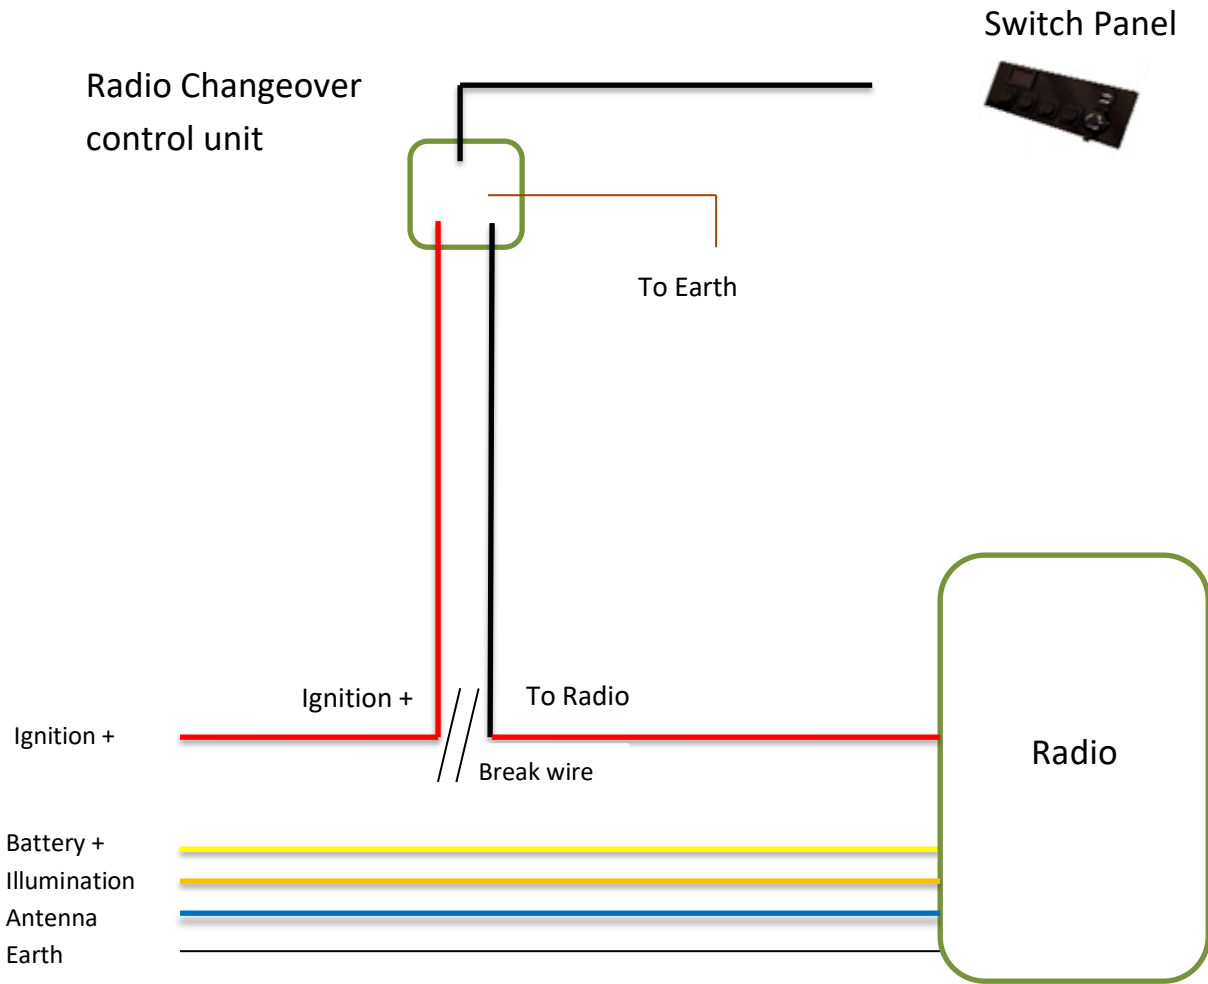 Switch Panel
Radio Changeover
control unit
To Earth
Ignition +
To Radio
Ignition +
Break wire
Radio
Battery +
Illumination
Antenna
Earth